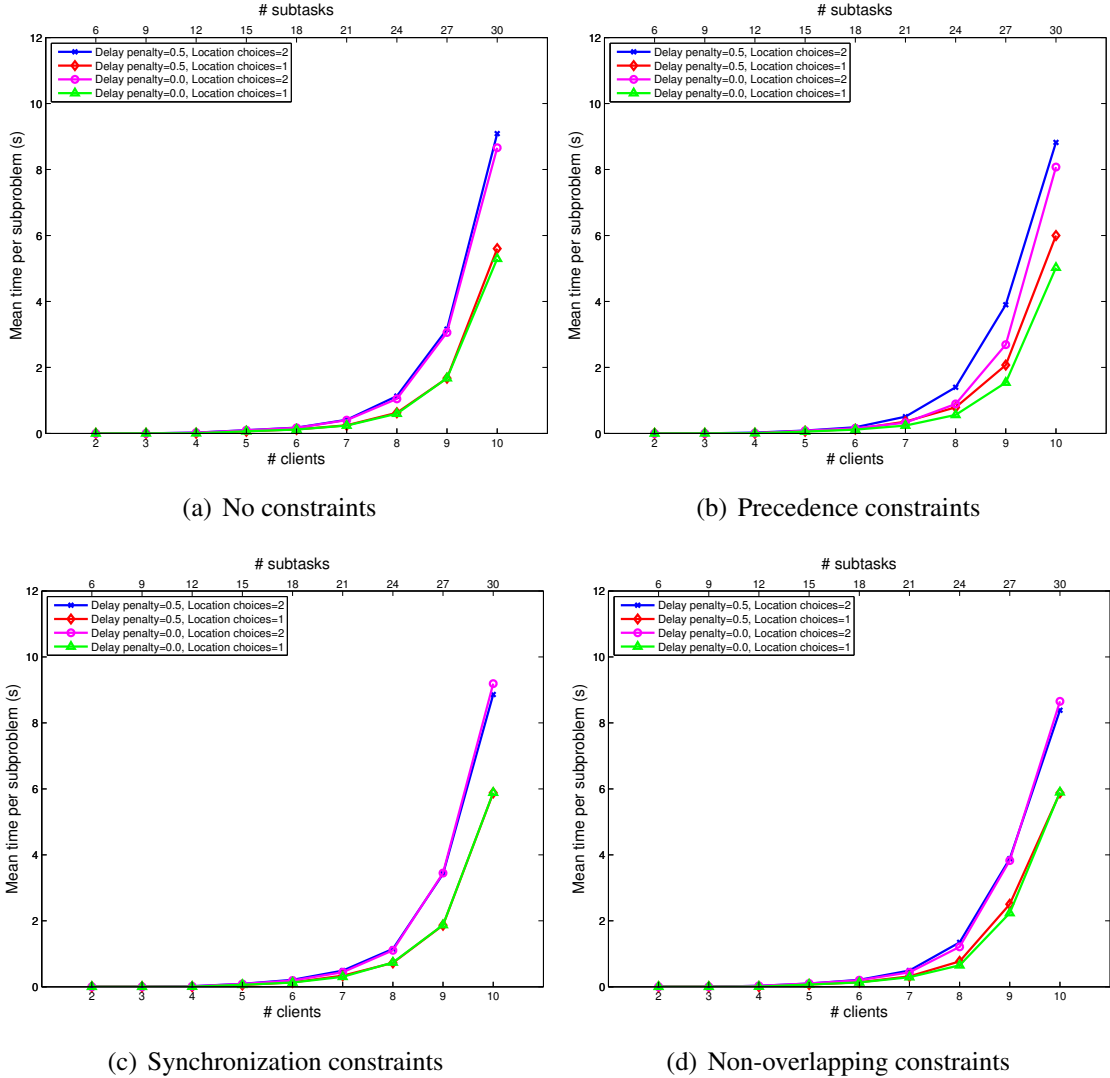 # subtasks
6 9 12 15 18 21 24 27 30
12
10
8
6
4
2
0
Mean time per subproblem (s)
Delay penalty=0.5, Location choices=2
Delay penalty=0.5, Location choices=1
Delay penalty=0.0, Location choices=2
Delay penalty=0.0, Location choices=1
2 3 4 5 6 7 8 9 10
# clients
(a) No constraints
# subtasks
6 9 12 15 18 21 24 27 30
12
10
8
6
4
2
0
Mean time per subproblem (s)
Delay penalty=0.5, Location choices=2
Delay penalty=0.5, Location choices=1
Delay penalty=0.0, Location choices=2
Delay penalty=0.0, Location choices=1
2 3 4 5 6 7 8 9 10
# clients
(b) Precedence constraints
# subtasks
6 9 12 15 18 21 24 27 30
12
10
8
6
4
2
0
Mean time per subproblem (s)
Delay penalty=0.5, Location choices=2
Delay penalty=0.5, Location choices=1
Delay penalty=0.0, Location choices=2
Delay penalty=0.0, Location choices=1
2 3 4 5 6 7 8 9 10
# clients
(c) Synchronization constraints
# subtasks
6 9 12 15 18 21 24 27 30
12
10
8
6
4
2
0
Mean time per subproblem (s)
Delay penalty=0.5, Location choices=2
Delay penalty=0.5, Location choices=1
Delay penalty=0.0, Location choices=2
Delay penalty=0.0, Location choices=1
2 3 4 5 6 7 8 9 10
# clients
(d) Non-overlapping constraints